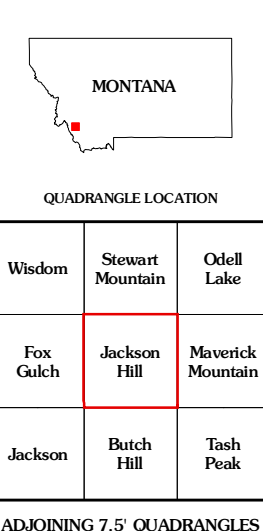 MONTANA
QUADRANGLE LOCATION
Wisdom
Stewart
Mountain
Odell
Lake
Fox
Gulch
Jackson
Hill
Maverick
Mountain
Jackson
Butch
Hill
Tash
Peak
ADJOINING 7.5' QUADRANGLES